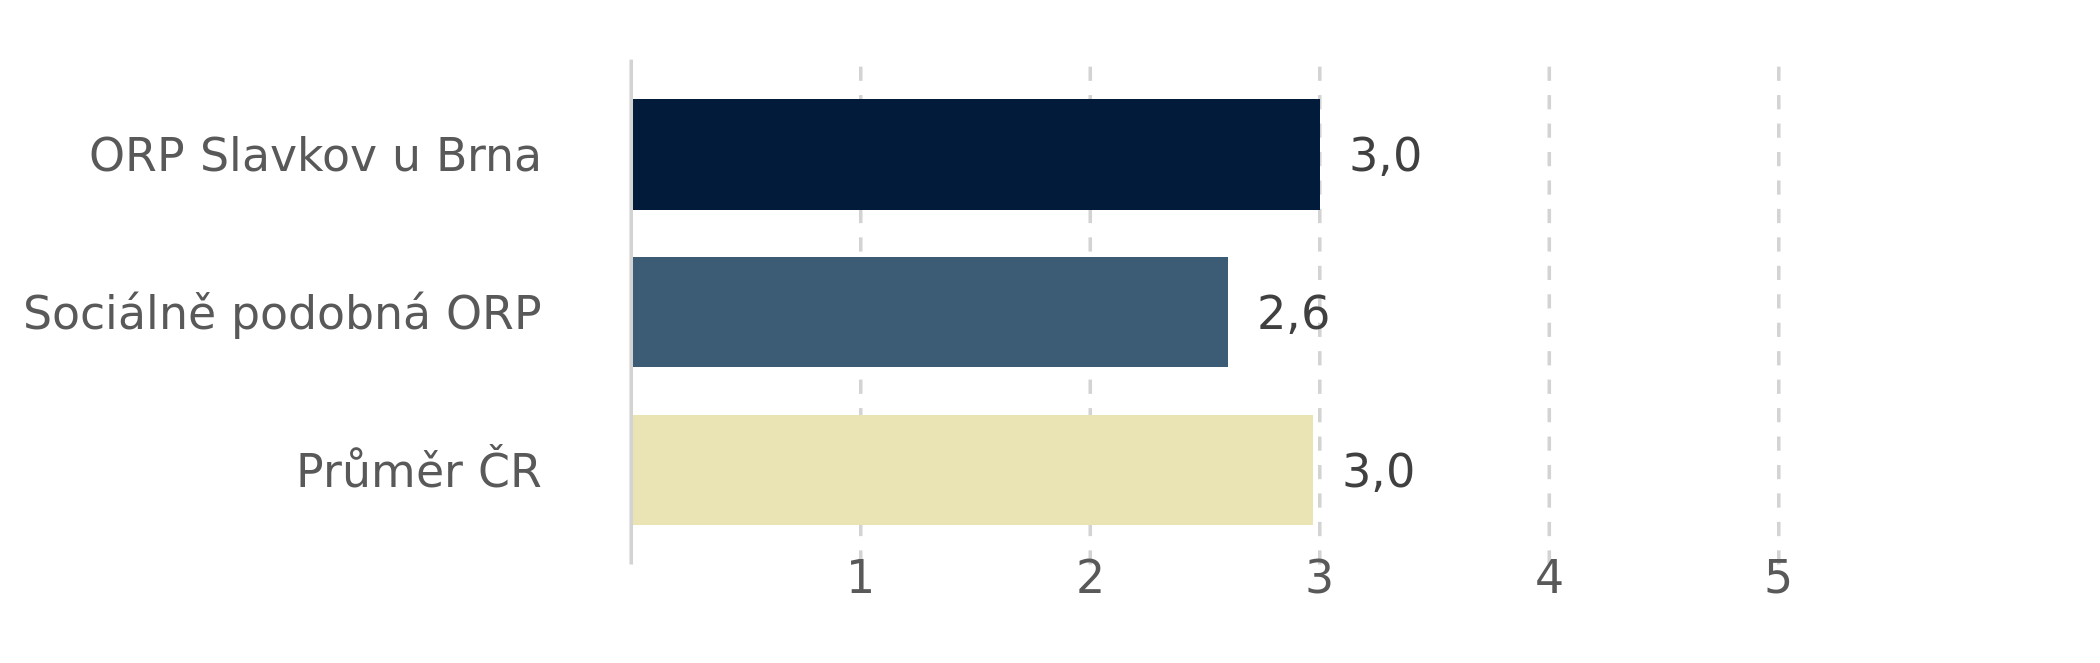 ORP Slavkov u Brna 3,0
Sociálně podobná ORP 2,6
Průměr ČR 3,0
1 2 3 4 5